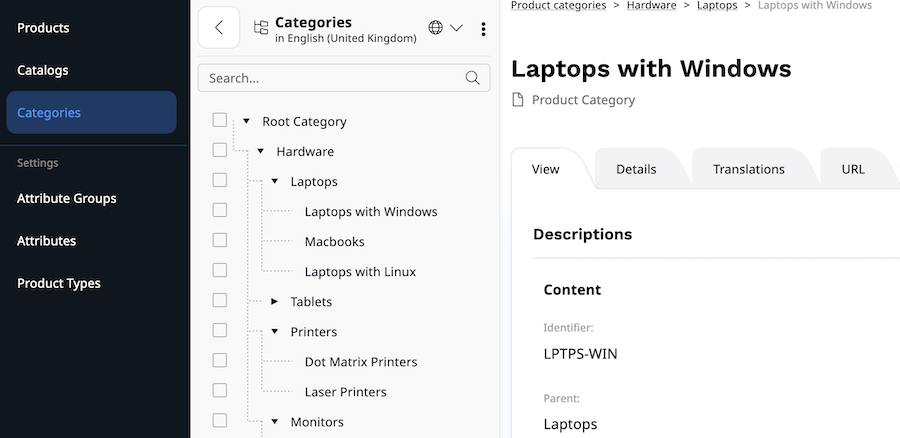 Products
Catalogs
Categories
Settings
Attribute Groups
Attributes
Product Types
Categories
in English (United Kingdom)
Search...
Root Category
Hardware
Laptops
Laptops with Windows
Macbooks
Laptops with Linux
Tablets
Printers
Dot Matrix Printers
Laser Printers
Monitors
Product categories > Hardware > Laptops > Laptops with Windows
Laptops with Windows
Product Category
View Details Translations URL
Descriptions
Content
Identifier:
LPTPS-WIN
Parent:
Laptops